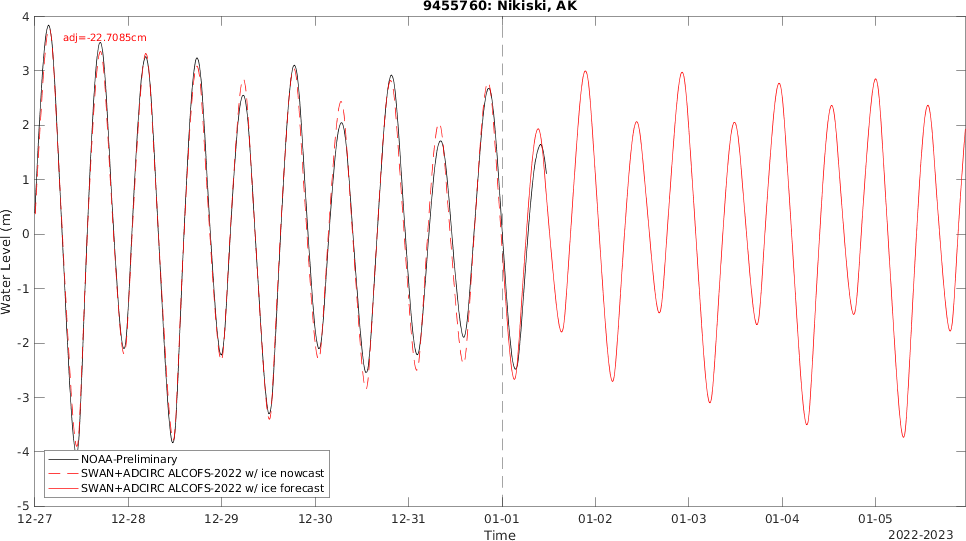 9455760: Nikiski, AK
adj=-22.7085cm
4
3
2
1
0
-1
-2
-3
-4
-5
Water Level (m)
NOAA-Preliminary
SWAN+ADCIRC ALCOFS-2022 w/ ice nowcast
SWAN+ADCIRC ALCOFS-2022 w/ ice forecast
12-27 12-28 12-29 12-30 12-31 01-01 01-02 01-03 01-04 01-05
Time
2022-2023